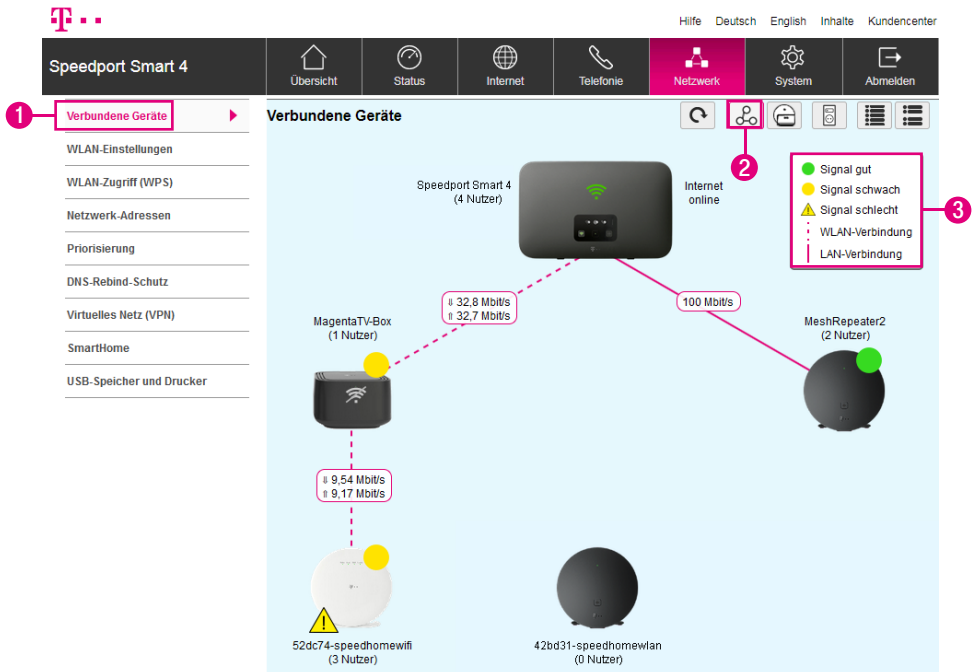 Hilfe Deutsch English Inhalte Kundencenter
Speedport Smart 4
Übersicht Status Internet Telefonie Netzwerk System Abmelden
1 Verbundene Geräte
WLAN-Einstellungen
WLAN-Zugriff (WPS)
Netzwerk-Adressen
Priorisierung
DNS-Rebind-Schutz
Virtuelles Netz (VPN)
SmartHome
USB-Speicher und Drucker
Verbundene Geräte
2
Signal gut
Signal schwach
Signal schlecht
WLAN-Verbindung
LAN-Verbindung
3
Speedport Smart 4
(4 Nutzer)
Internet
online
⇓ 32,8 Mbit/s
⇑ 32,7 Mbit/s
100 Mbit/s
MagentaTV-Box
(1 Nutzer)
MeshRepeater2
(2 Nutzer)
⇓ 9,54 Mbit/s
⇑ 9,17 Mbit/s
52dc74-speedhomewifi
(3 Nutzer)
42bd31-speedhomewlan
(0 Nutzer)